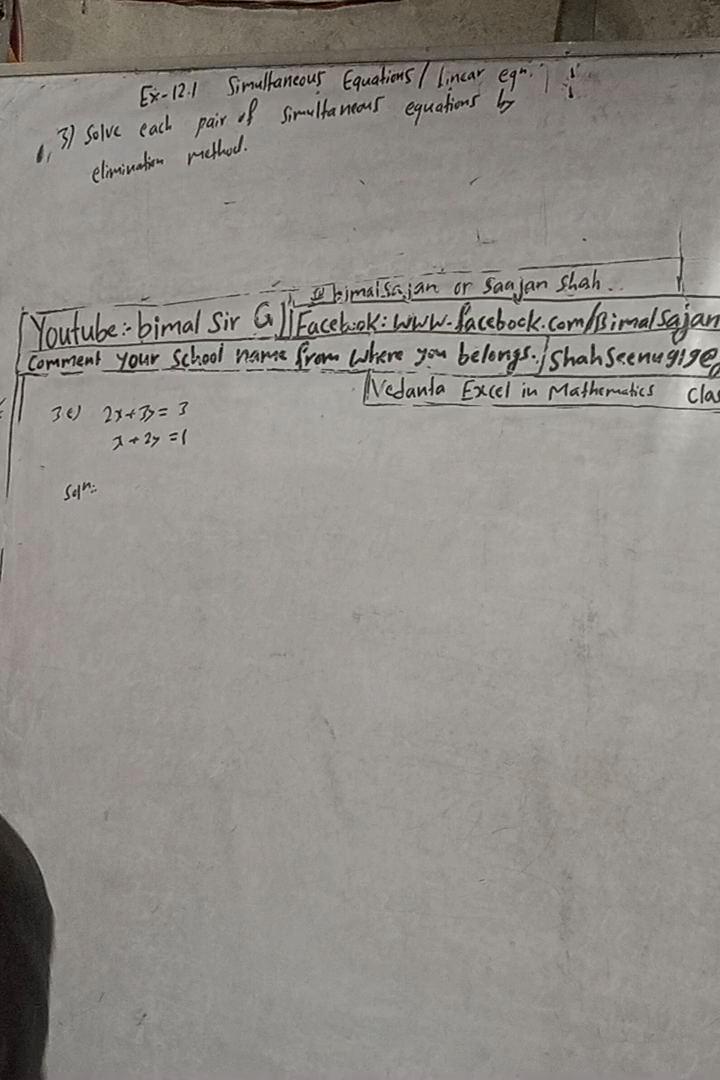 Ex-12.1 Simultaneous Equations / linear eqn.
3) Solve each pair of simultaneous equations by
elimination method.
@bimalsajan or Saajan Shah..
Youtube:- bimal Sir G || Facebook: www.facebook.com/Bimalsajan
Comment your School name from where you belongs. / Shahseenugige
Vedanta Excel in Mathematics Clas
3e) 2x+3y = 3
x+2y =1
Soln: